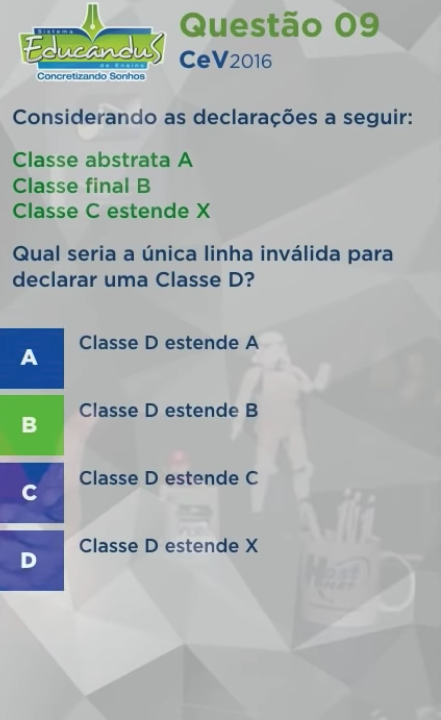 Sistema
Educandus
de Ensino
Concretizando Sonhos
Questão 09
CeV2016
Considerando as declarações a seguir:
Classe abstrata A
Classe final B
Classe C estende X
Qual seria a única linha inválida para
declarar uma Classe D?
A
Classe D estende A
B
Classe D estende B
C
Classe D estende C
D
Classe D estende X